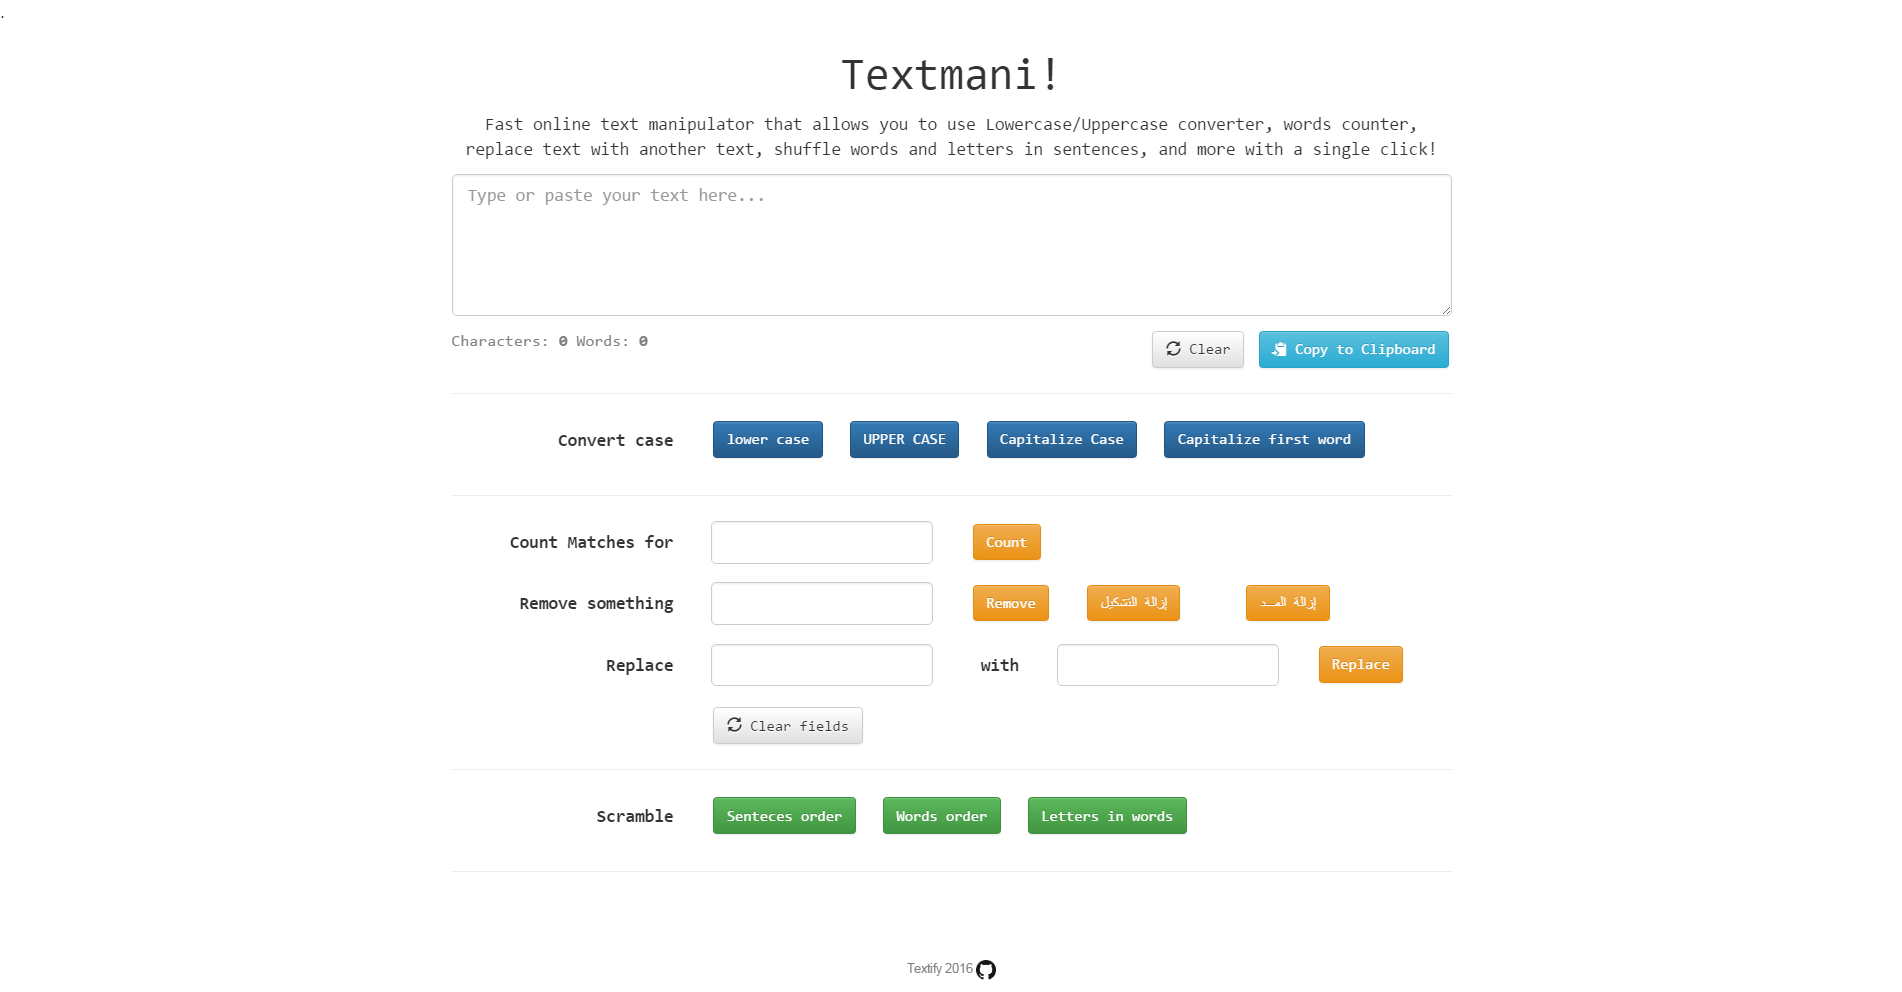 .
Textmani!
Fast online text manipulator that allows you to use Lowercase/Uppercase converter, words counter,
replace text with another text, shuffle words and letters in sentences, and more with a single click!
Type or paste your text here...
Characters: 0 Words: 0
Clear
Copy to Clipboard
Convert case
lower case
UPPER CASE
Capitalize Case
Capitalize first word
Count Matches for
Count
Remove something
Remove
إزالة التشكيل
إزالة المـــد
Replace
with
Replace
Clear fields
Scramble
Senteces order
Words order
Letters in words
Textify 2016